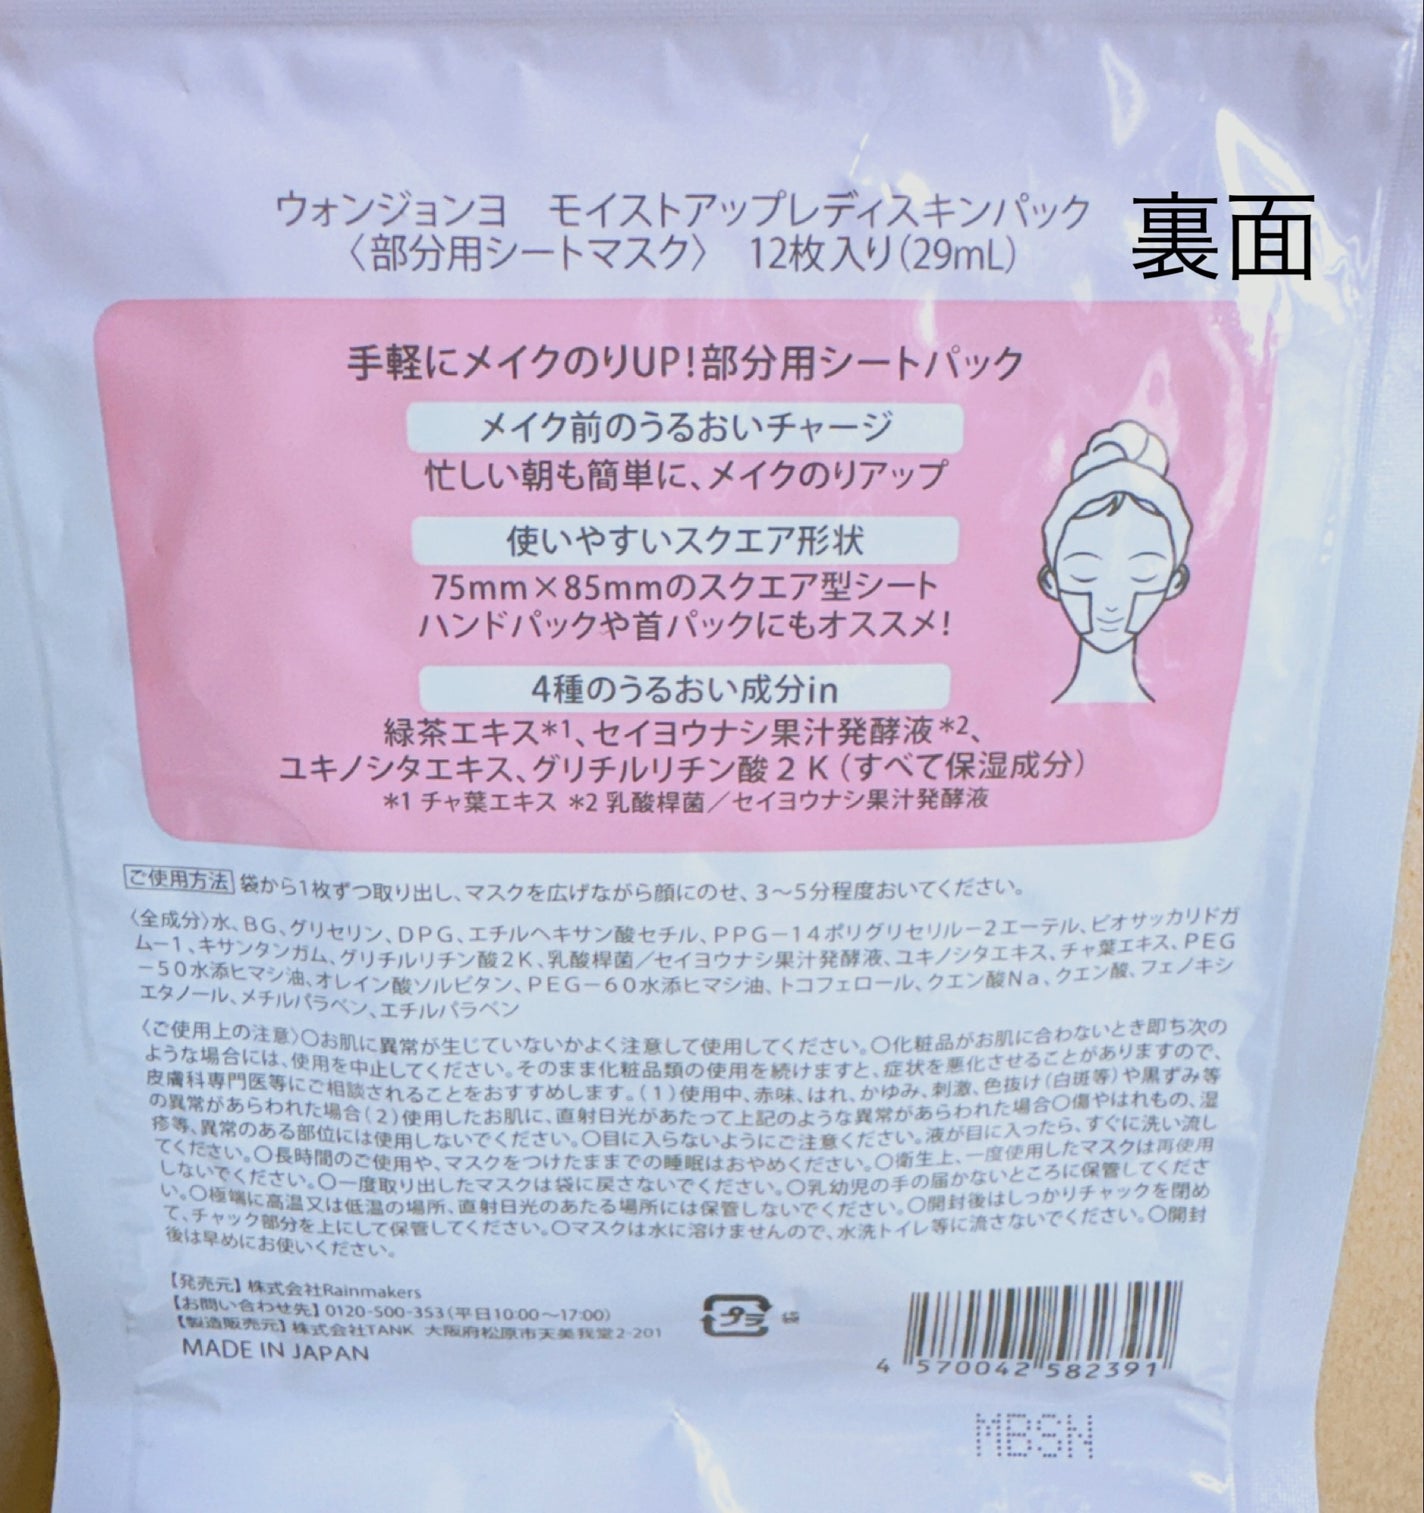 ウォンジョンヨ　モイストアップレディスキンパック
裏面
〈部分用シートマスク〉　12枚入り(29mL)
手軽にメイクのりUP!部分用シートパック
メイク前のうるおいチャージ
忙しい朝も簡単に、メイクのりアップ
使いやすいスクエア形状
75mm×85mmのスクエア型シート
ハンドパックや首パックにもオススメ!
4種のうるおい成分in
緑茶エキス*1、セイヨウナシ果汁発酵液*2、
ユキノシタエキス、グリチルリチン酸2K(すべて保湿成分)
*1 チャ葉エキス *2 乳酸桿菌/セイヨウナシ果汁発酵液
ご使用方法 袋から1枚ずつ取り出し、マスクを広げながら顔にのせ、3～5分程度おいてください。
〈全成分〉水、BG、グリセリン、DPG、エチルヘキサン酸セチル、PPG-14ポリグリセリル-2エーテル、ビオサッカリドガ
ム-1、キサンタンガム、グリチルリチン酸2K、乳酸桿菌/セイヨウナシ果汁発酵液、ユキノシタエキス、チャ葉エキス、PEG
-50水添ヒマシ油、オレイン酸ソルビタン、PEG-60水添ヒマシ油、トコフェロール、クエン酸Na、クエン酸、フェノキシ
エタノール、メチルパラベン、エチルパラベン
〈ご使用上の注意〉○お肌に異常が生じていないかよく注意して使用してください。○化粧品がお肌に合わないとき即ち次の
ような場合には、使用を中止してください。そのまま化粧品類の使用を続けますと、症状を悪化させることがありますので、
皮膚科専門医等にご相談されることをおすすめします。(1)使用中、赤味、はれ、かゆみ、刺激、色抜け(白斑等)や黒ずみ等
の異常があらわれた場合(2)使用したお肌に、直射日光があたって上記のような異常があらわれた場合○傷やはれもの、湿
疹等、異常のある部位には使用しないでください。○目に入らないようにご注意ください。液が目に入ったら、すぐに洗い流し
てください。○長時間のご使用や、マスクをつけたままでの睡眠はおやめください。○衛生上、一度使用したマスクは再使用
しないでください。○一度取り出したマスクは袋に戻さないでください。○乳幼児の手の届かないところに保管してくださ
い。○極端に高温又は低温の場所、直射日光のあたる場所には保管しないでください。○開封後はしっかりチャックを閉め
て、チャック部分を上にして保管してください。○マスクは水に溶けませんので、水洗トイレ等に流さないでください。○開封
後は早めにお使いください。
【発売元】株式会社Rainmakers
【お問い合わせ先】0120-500-353(平日10:00～17:00)
【製造販売元】株式会社TANK　大阪府松原市天美我堂2-201
MADE IN JAPAN
プラ 袋
4 570042 582391
MBSN